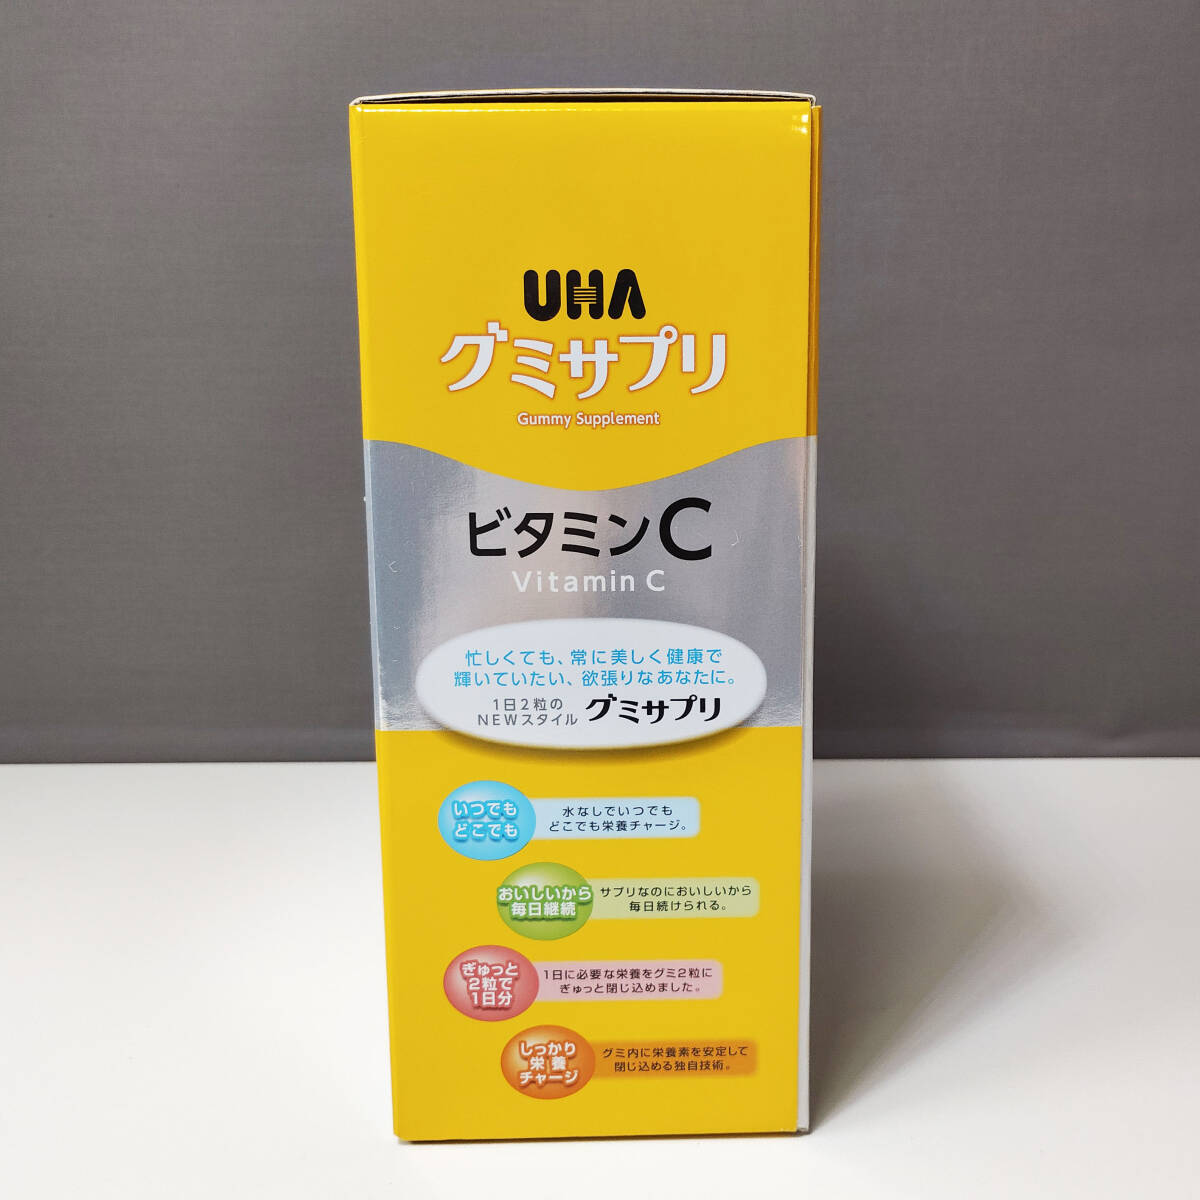 UHA
グミサプリ
Gummy Supplement
ビタミンC
Vitamin C
忙しくても、常に美しく健康で
輝いていたい、欲張りなあなたに。
1日2粒の
NEWスタイル
グミサプリ
いつでも
どこでも
水なしでいつでも
どこでも栄養チャージ。
おいしいから
毎日継続
サプリなのにおいしいから
毎日続けられる。
ぎゅっと
2粒で
1日分
1日に必要な栄養をグミ2粒に
ぎゅっと閉じ込めました。
しっかり
栄養
チャージ
グミ内に栄養素を安定して
閉じ込める独自技術。